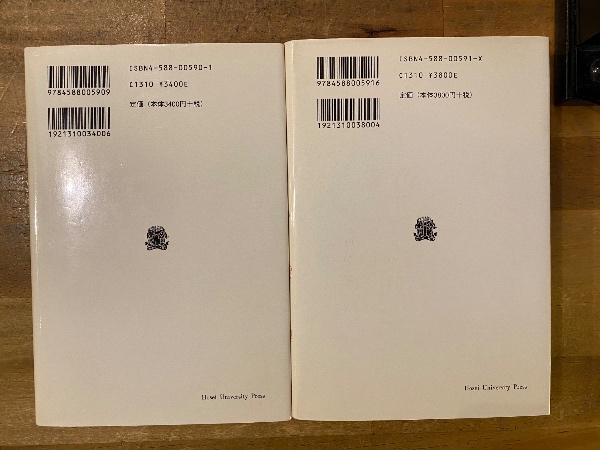 ISBN4-588-00590-1
C1310 ¥3400E
9784588005909
定価(本体3400円+税)
1921310034006
Hosei University Press
ISBN4-588-00591-X
C1310 ¥3800E
9784588005916
定価(本体3800円+税)
1921310038004
Hosei University Press